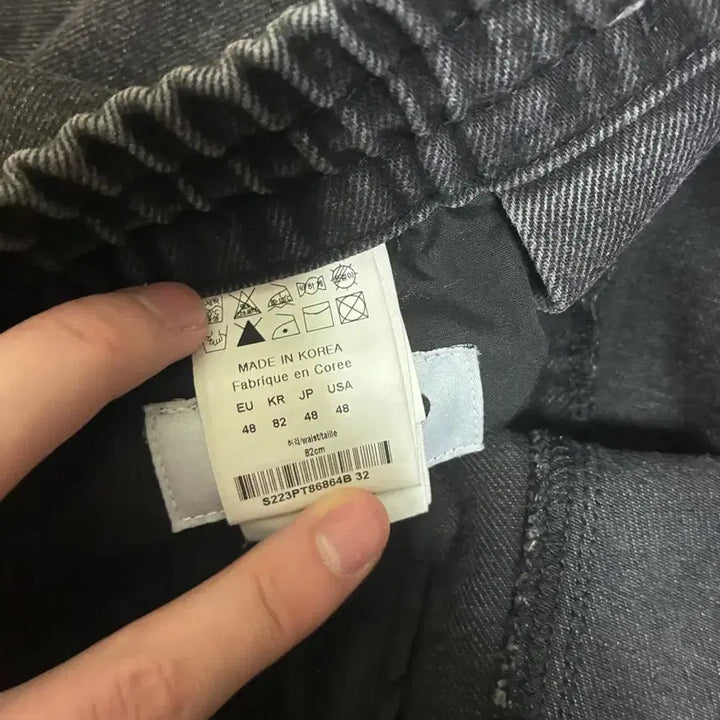 MADE IN KOREA
Fabrique en Coree
EU KR JP USA
48 82 48 48
허리/waist/taille
82cm
S223PT86864B 32